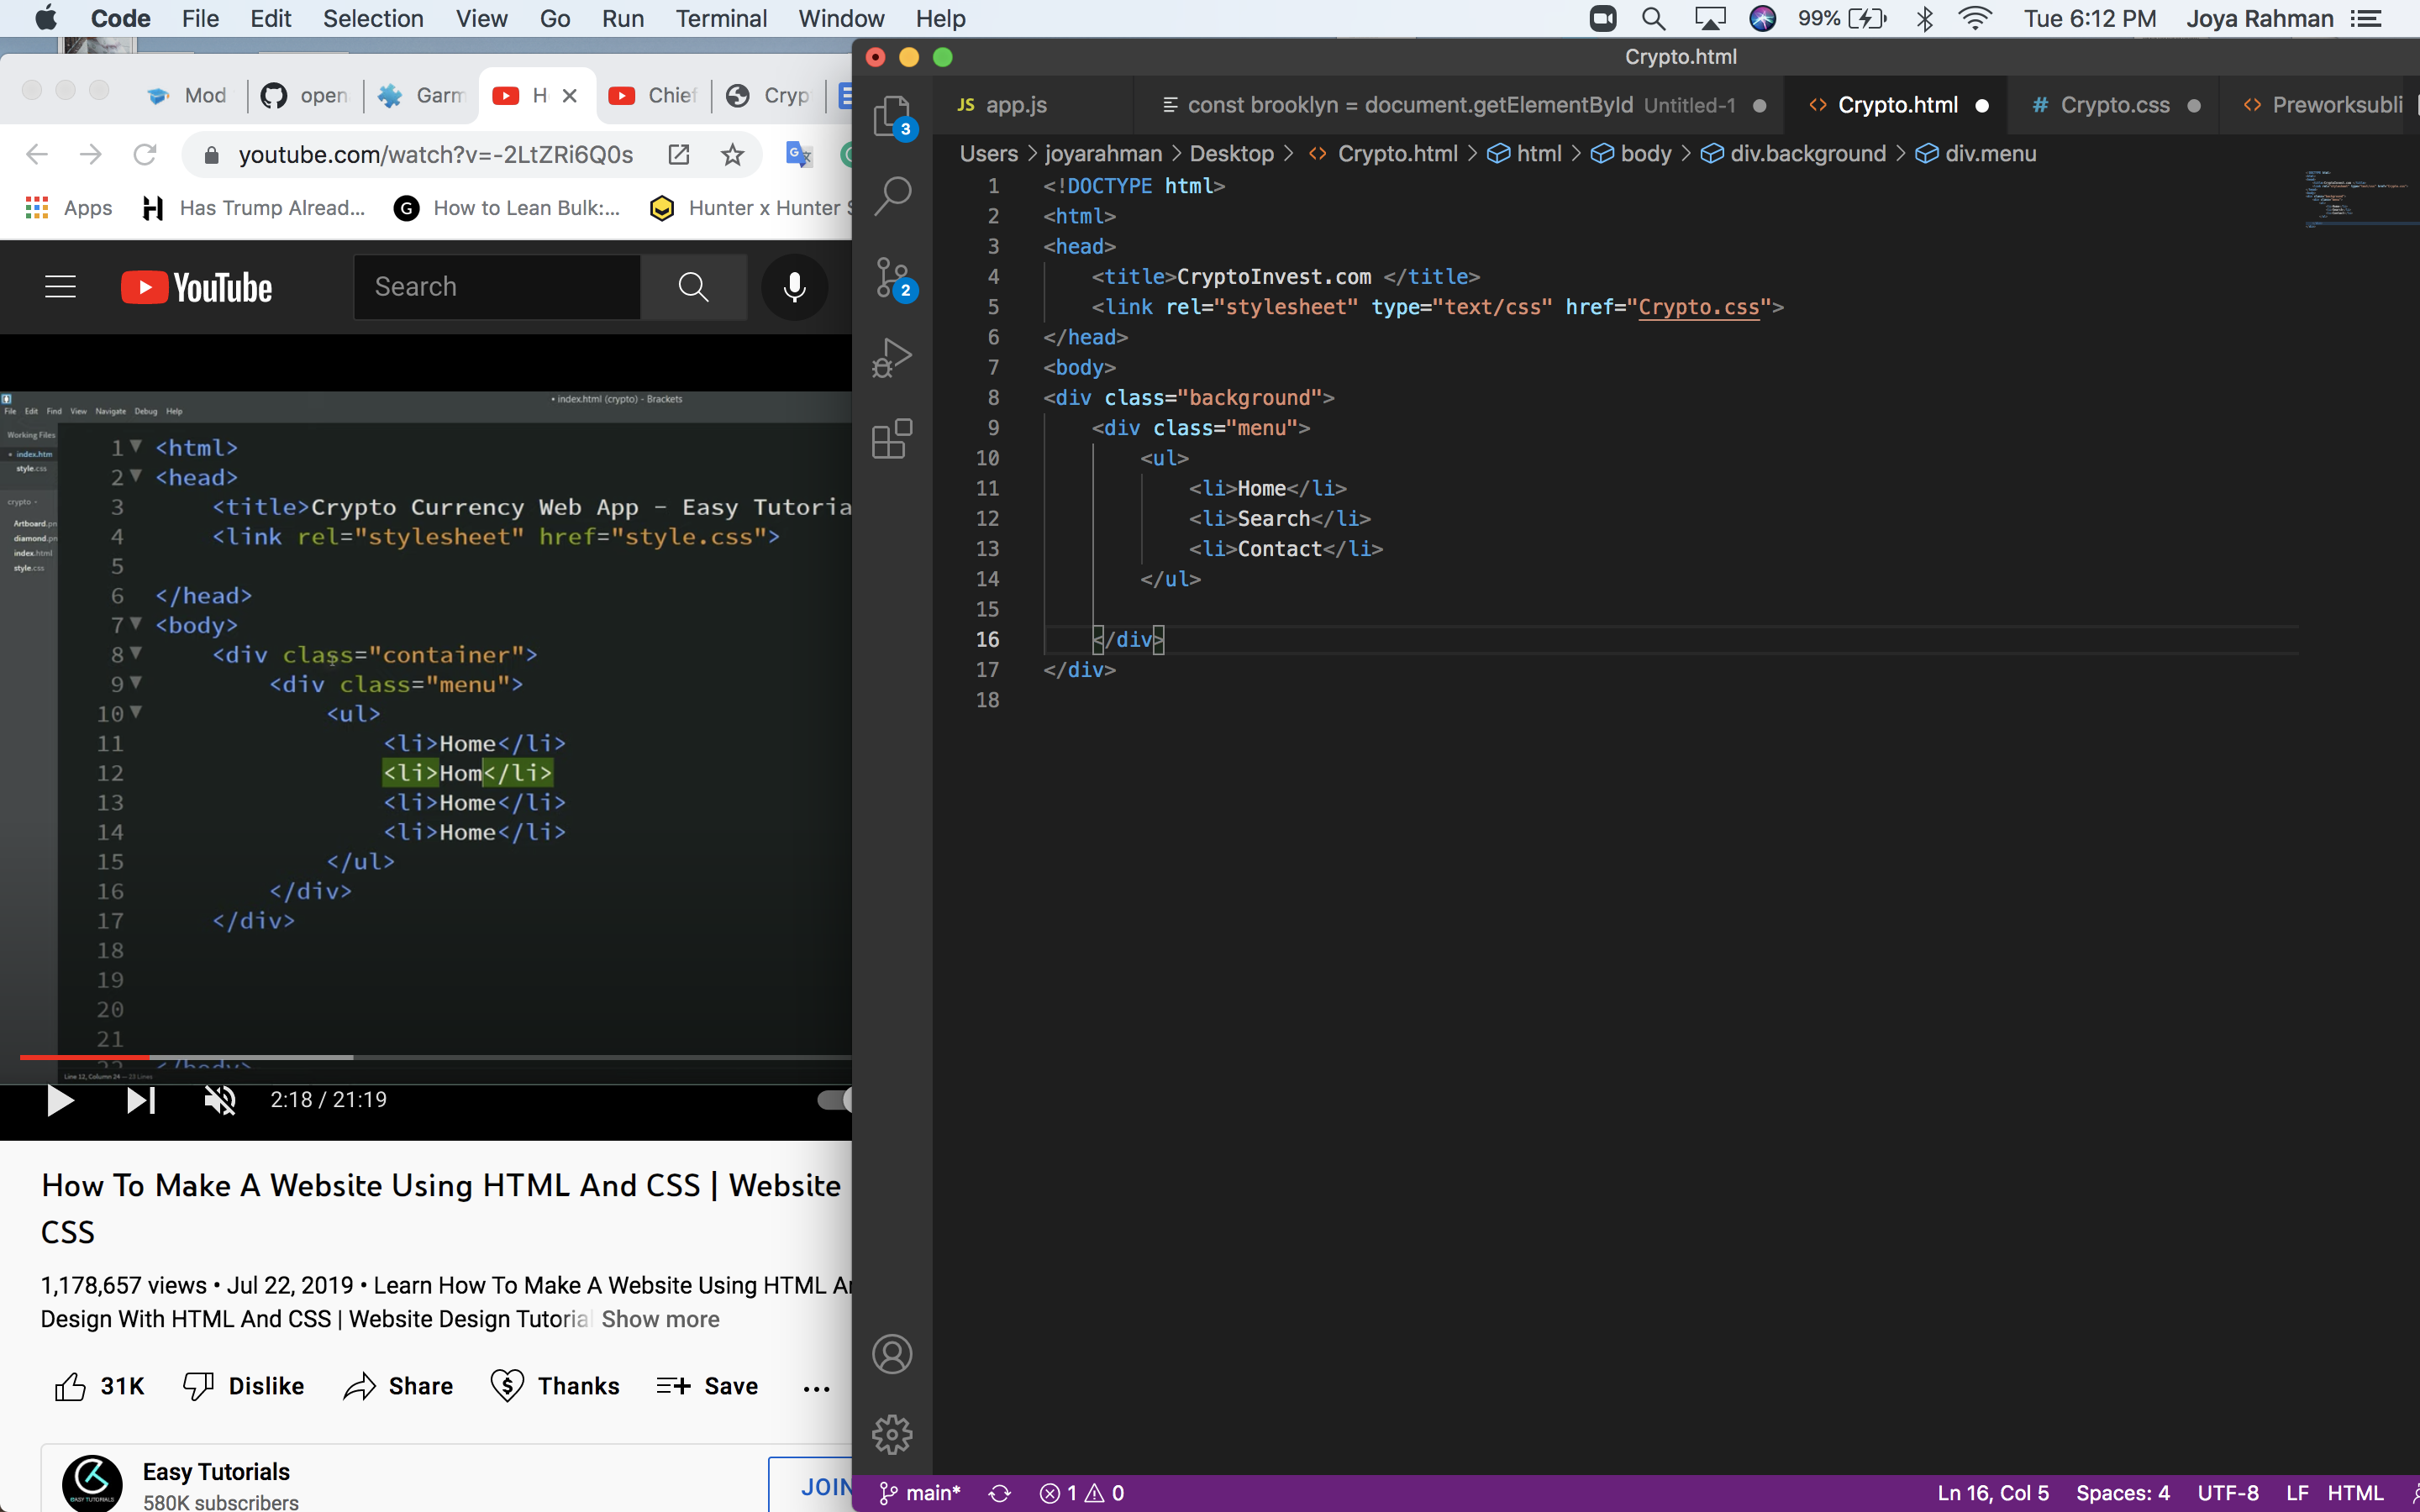 Code File Edit Selection View Go Run Terminal Window Help 99% Tue 6:12 PM Joya Rahman
Mod open Garm H Chief Cryp
youtube.com/watch?v=-2LtZRi6Q0s
Apps Has Trump Alread... How to Lean Bulk:... Hunter x Hunter S
YouTube
Search
• index.html (crypto) - Brackets
File Edit Find View Navigate Debug Help
Working Files
• index.htm
style.css
crypto
Artboard.pn
diamond.pn
index.html
style.css
1 <html>
2 <head>
3 <title>Crypto Currency Web App - Easy Tutoria
4 <link rel="stylesheet" href="style.css">
5
6 </head>
7 <body>
8 <div class="container">
9 <div class="menu">
10 <ul>
11 <li>Home</li>
12 <li>Hom</li>
13 <li>Home</li>
14 <li>Home</li>
15 </ul>
16 </div>
17 </div>
18
19
20
21
22 </body>
Line 12, Column 24 — 23 Lines
2:18 / 21:19
How To Make A Website Using HTML And CSS | Website
CSS
1,178,657 views • Jul 22, 2019 • Learn How To Make A Website Using HTML An
Design With HTML And CSS | Website Design Tutorial Show more
31K Dislike Share Thanks Save ...
EASY TUTORIALS
Easy Tutorials
580K subscribers
JOIN
Crypto.html
JS app.js const brooklyn = document.getElementById Untitled-1 Crypto.html # Crypto.css Preworksubli
Users > joyarahman > Desktop > Crypto.html > html > body > div.background > div.menu
3
2
1 <!DOCTYPE html>
2 <html>
3 <head>
4 <title>CryptoInvest.com </title>
5 <link rel="stylesheet" type="text/css" href="Crypto.css">
6 </head>
7 <body>
8 <div class="background">
9 <div class="menu">
10 <ul>
11 <li>Home</li>
12 <li>Search</li>
13 <li>Contact</li>
14 </ul>
15
16 </div>
17 </div>
18
main* 1 0 Ln 16, Col 5 Spaces: 4 UTF-8 LF HTML